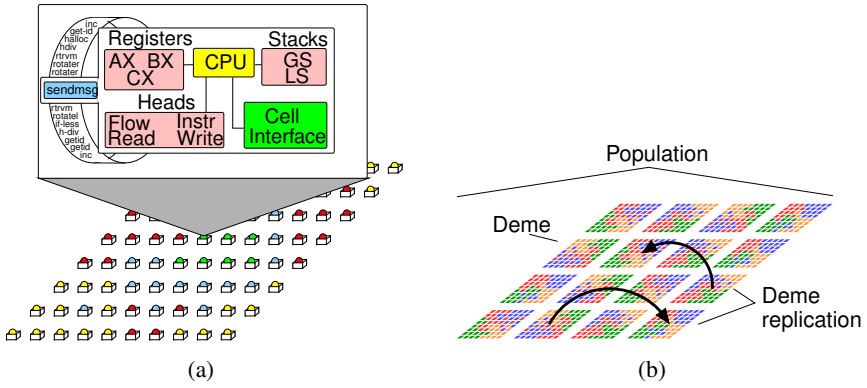 inc
get-id
halloc
hdiv
rtrvm
rotater
rotater
sendmsg
rtrvm
rotatel
if-less
h-div
getid
getid
inc
Registers
AX BX
CX
CPU
Stacks
GS
LS
Heads
Flow Instr
Read Write
Cell
Interface
(a)
Population
Deme
Deme
replication
(b)